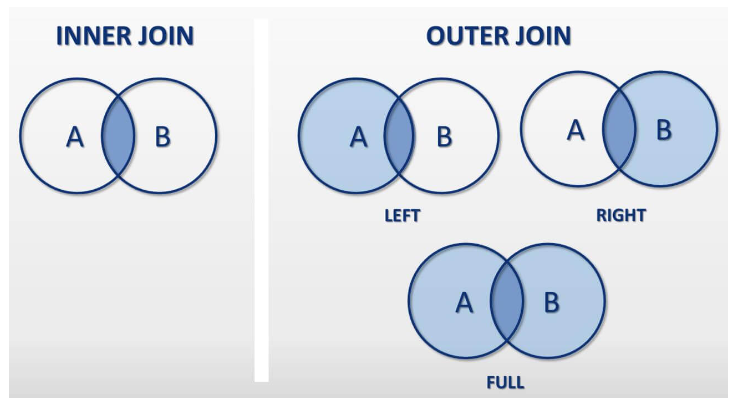 INNER JOIN
A B
OUTER JOIN
A B
LEFT
A B
RIGHT
A B
FULL